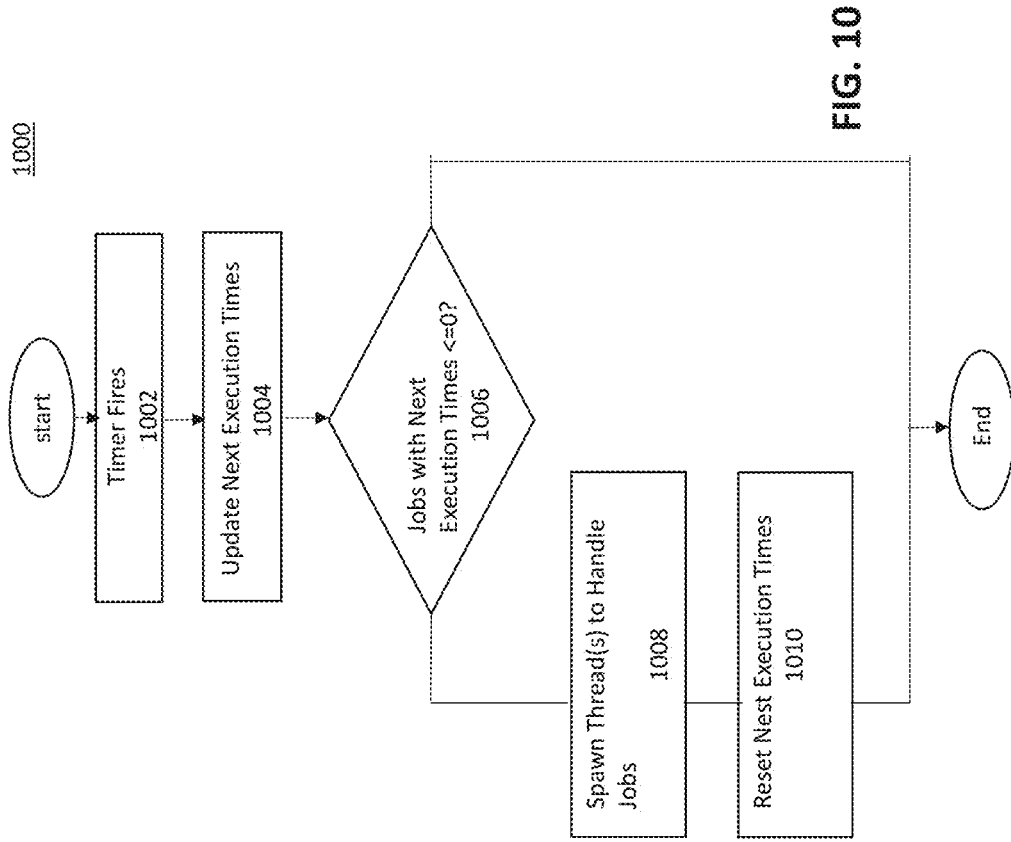 1000
start
Timer Fires
1002
Update Next Execution Times
1004
Jobs with Next
Execution Times <=0?
1006
Spawn Thread(s) to Handle
Jobs
1008
Reset Nest Execution Times
1010
End
FIG. 10